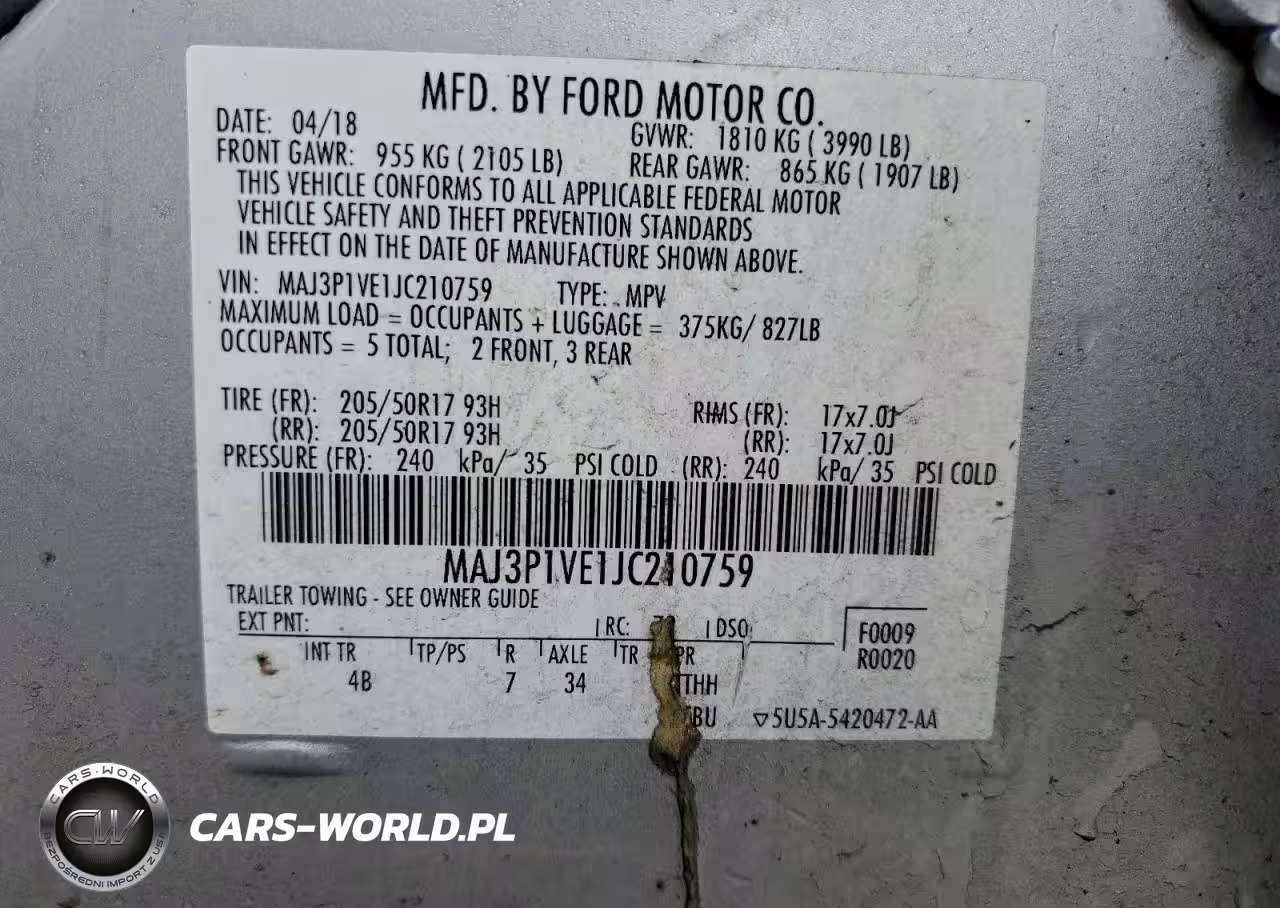 MFD. BY FORD MOTOR CO.
DATE: 04/18 GVWR: 1810 KG ( 3990 LB)
FRONT GAWR: 955 KG ( 2105 LB) REAR GAWR: 865 KG ( 1907 LB)
THIS VEHICLE CONFORMS TO ALL APPLICABLE FEDERAL MOTOR
VEHICLE SAFETY AND THEFT PREVENTION STANDARDS
IN EFFECT ON THE DATE OF MANUFACTURE SHOWN ABOVE.
VIN: MAJ3P1VE1JC210759 TYPE: MPV
MAXIMUM LOAD = OCCUPANTS + LUGGAGE = 375KG/ 827LB
OCCUPANTS = 5 TOTAL; 2 FRONT, 3 REAR
TIRE (FR): 205/50R17 93H RIMS (FR): 17x7.0J
(RR): 205/50R17 93H (RR): 17x7.0J
PRESSURE (FR): 240 kPa/ 35 PSI COLD (RR): 240 kPa/ 35 PSI COLD
MAJ3P1VE1JC210759
TRAILER TOWING - SEE OWNER GUIDE
EXT PNT: RC: DSO: F0009
INT TR TP/PS R AXLE TR R0020
4B 7 34
5U5A-5420472-AA
CARS-WORLD
CW
BEZPOŚREDNI IMPORT Z USA
CARS-WORLD.PL